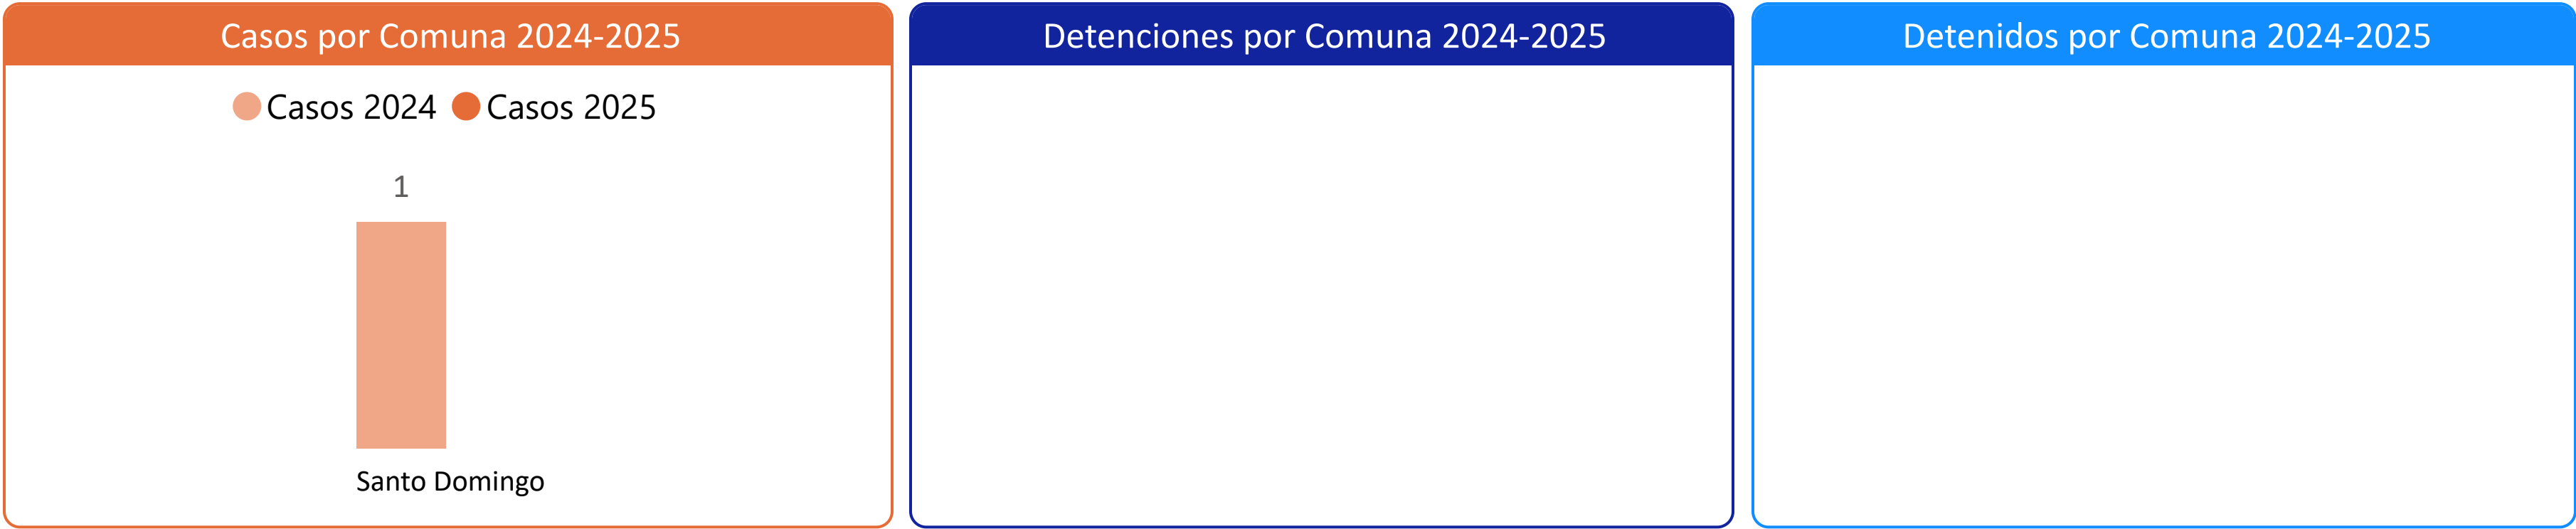 Casos por Comuna 2024-2025
Casos 2024 Casos 2025
1
Santo Domingo
Detenciones por Comuna 2024-2025
Detenidos por Comuna 2024-2025